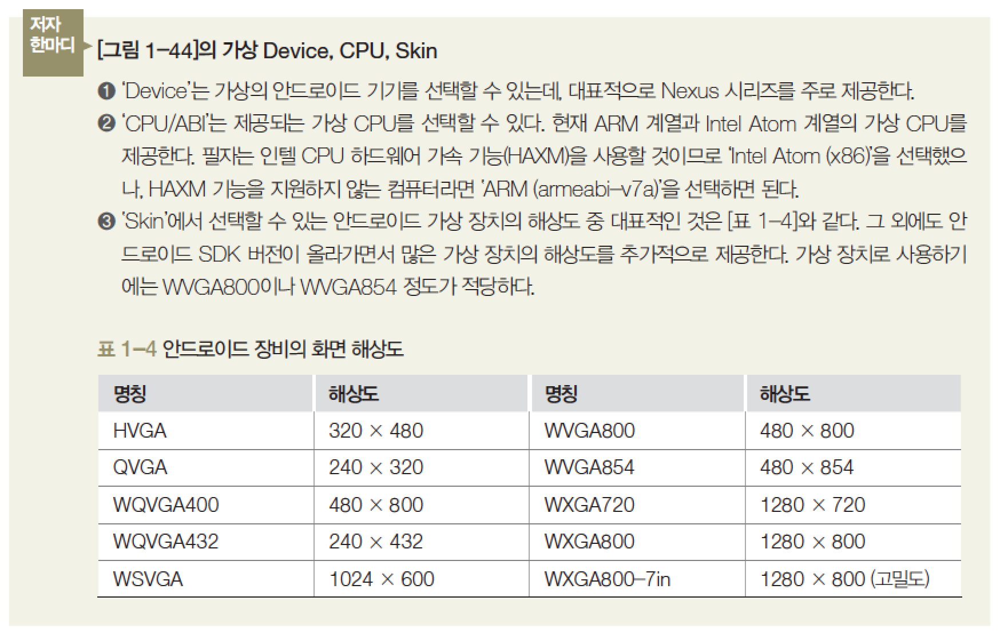 저자
한마디
[그림 1-44]의 가상 Device, CPU, Skin
❶ ‘Device’는 가상의 안드로이드 기기를 선택할 수 있는데, 대표적으로 Nexus 시리즈를 주로 제공한다.
❷ ‘CPU/ABI’는 제공되는 가상 CPU를 선택할 수 있다. 현재 ARM 계열과 Intel Atom 계열의 가상 CPU를
제공한다. 필자는 인텔 CPU 하드웨어 가속 기능(HAXM)을 사용할 것이므로 ‘Intel Atom (x86)’을 선택했으
나, HAXM 기능을 지원하지 않는 컴퓨터라면 ‘ARM (armeabi-v7a)’을 선택하면 된다.
❸ ‘Skin’에서 선택할 수 있는 안드로이드 가상 장치의 해상도 중 대표적인 것은 [표 1-4]와 같다. 그 외에도 안
드로이드 SDK 버전이 올라가면서 많은 가상 장치의 해상도를 추가적으로 제공한다. 가상 장치로 사용하기
에는 WVGA800이나 WVGA854 정도가 적당하다.
표 1-4 안드로이드 장비의 화면 해상도
명칭 해상도 명칭 해상도
HVGA 320 × 480 WVGA800 480 × 800
QVGA 240 × 320 WVGA854 480 × 854
WQVGA400 480 × 800 WXGA720 1280 × 720
WQVGA432 240 × 432 WXGA800 1280 × 800
WSVGA 1024 × 600 WXGA800-7in 1280 × 800 (고밀도)